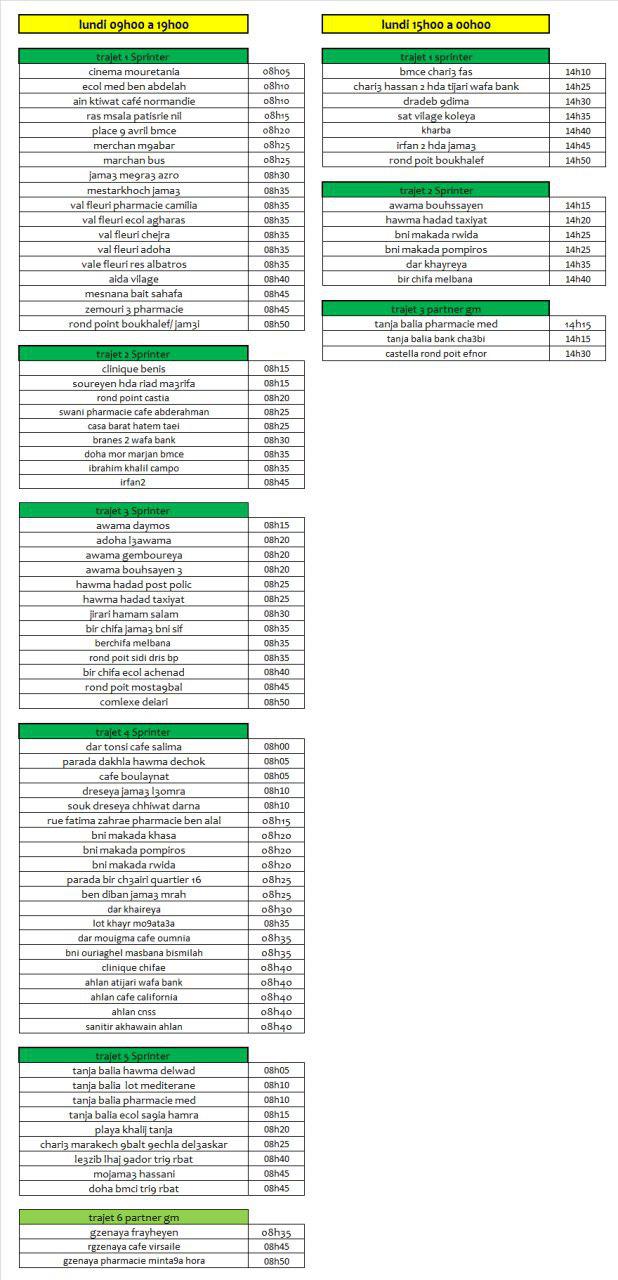 lundi 09h00 a 19h00
trajet 1 Sprinter
cinema mouretania 08h05
ecol med ben abdelah 08h10
ain ktiwat café normandie 08h10
ras msala patisrie nil 08h15
place 9 avril bmce 08h20
merchan m9abar 08h25
marchan bus 08h25
jama3 me9ra3 azro 08h30
mestarkhoch jama3 08h35
val fleuri pharmacie camilia 08h35
val fleuri ecol agharas 08h35
val fleuri chejra 08h35
val fleuri adoha 08h35
vale fleuri res albatros 08h35
aida vilage 08h40
mesnana bait sahafa 08h45
zemouri 3 pharmacie 08h45
rond point boukhalef/ jam3i 08h50
trajet 2 Sprinter
clinique benis 08h15
soureyen hda riad ma3rifa 08h15
rond point castia 08h20
swani pharmacie cafe abderahman 08h25
casa barat hatem taei 08h25
branes 2 wafa bank 08h30
doha mor marjan bmce 08h35
ibrahim khalil campo 08h35
irfan2 08h45
trajet 3 Sprinter
awama daymos 08h15
adoha l3awama 08h20
awama gemboureya 08h20
awama bouhsayen 3 08h20
hawma hadad post polic 08h25
hawma hadad taxiyat 08h25
jirari hamam salam 08h30
bir chifa jama3 bni sif 08h35
berchifa melbana 08h35
rond poit sidi dris bp 08h35
bir chifa ecol achenad 08h40
rond poit mosta9bal 08h45
comlexe deiari 08h50
trajet 4 Sprinter
dar tonsi cafe salima 08h00
parada dakhla hawma dechok 08h05
cafe boulaynat 08h05
dreseya jama3 l3omra 08h10
souk dreseya chhiwat darna 08h10
rue fatima zahrae pharmacie ben alal 08h15
bni makada khasa 08h20
bni makada pompiros 08h20
bni makada rwida 08h20
parada bir ch3airi quartier 16 08h25
ben diban jama3 mrah 08h25
dar khaireya 08h30
lot khayr mo9ata3a 08h35
dar mouigma cafe oumnia 08h35
bni ouriaghel masbana bismilah 08h35
clinique chifae 08h40
ahlan atijari wafa bank 08h40
ahlan cafe california 08h40
ahlan cnss 08h40
sanitir akhawain ahlan 08h40
trajet 5 Sprinter
tanja balia hawma delwad 08h05
tanja balia lot mediterane 08h10
tanja balia pharmacie med 08h10
tanja balia ecol sa9ia hamra 08h15
playa khalij tanja 08h20
chari3 marakech 9balt 9echla del3askar 08h25
le3zib lhaj 9ador tri9 rbat 08h40
mojama3 hassani 08h45
doha bmci tri9 rbat 08h45
trajet 6 partner gm
gzenaya frayheyen 08h35
rgzenaya cafe virsaile 08h45
gzenaya pharmacie minta9a hora 08h50
lundi 15h00 a 00h00
trajet 1 sprinter
bmce chari3 fas 14h10
chari3 hassan 2 hda tijari wafa bank 14h25
dradeb 9dima 14h30
sat vilage koleya 14h35
kharba 14h40
irfan 2 hda jama3 14h45
rond poit boukhalef 14h50
trajet 2 Sprinter
awama bouhssayen 14h15
hawma hadad taxiyat 14h20
bni makada rwida 14h25
bni makada pompiros 14h25
dar khayreya 14h35
bir chifa melbana 14h40
trajet 3 partner gm
tanja balia pharmacie med 14h15
tanja balia bank cha3bi 14h15
castella rond poit efnor 14h30